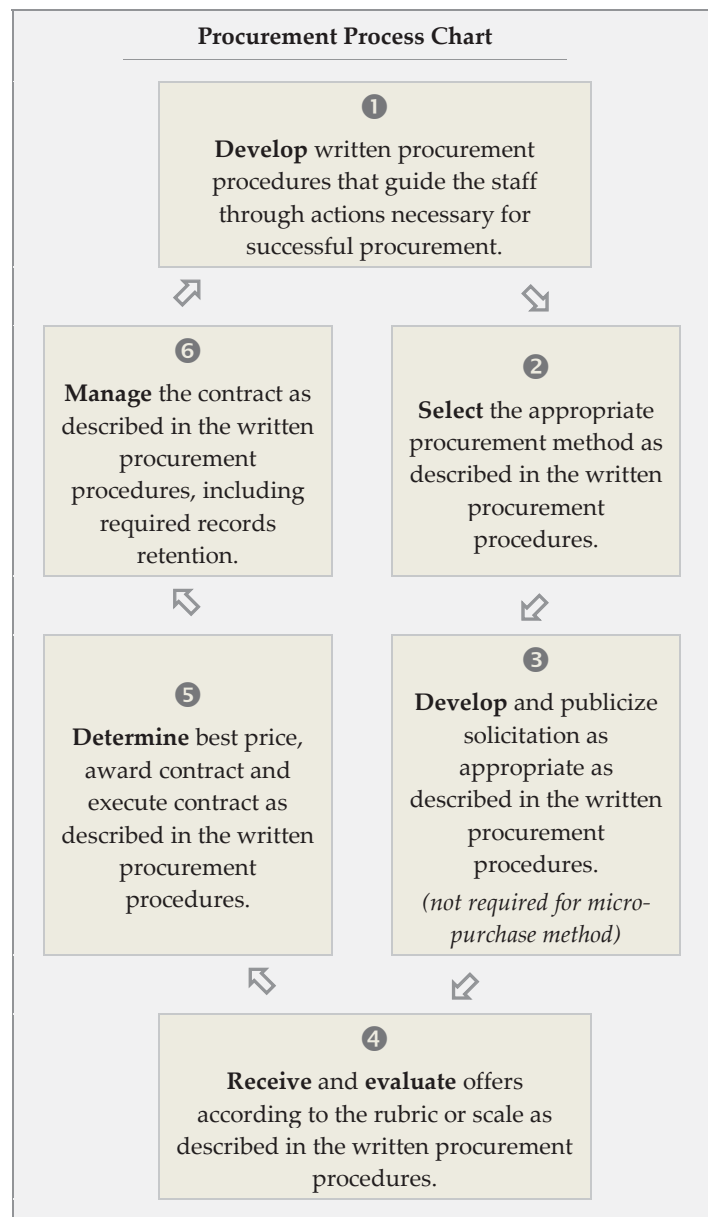 Procurement Process Chart
❶
Develop written procurement
procedures that guide the staff
through actions necessary for
successful procurement.
❷
Select the appropriate
procurement method as
described in the written
procurement
procedures.
❸
Develop and publicize
solicitation as
appropriate as
described in the written
procurement
procedures.
(not required for micro-
purchase method)
❹
Receive and evaluate offers
according to the rubric or scale as
described in the written procurement
procedures.
❺
Determine best price,
award contract and
execute contract as
described in the written
procurement
procedures.
❻
Manage the contract as
described in the written
procurement
procedures, including
required records
retention.